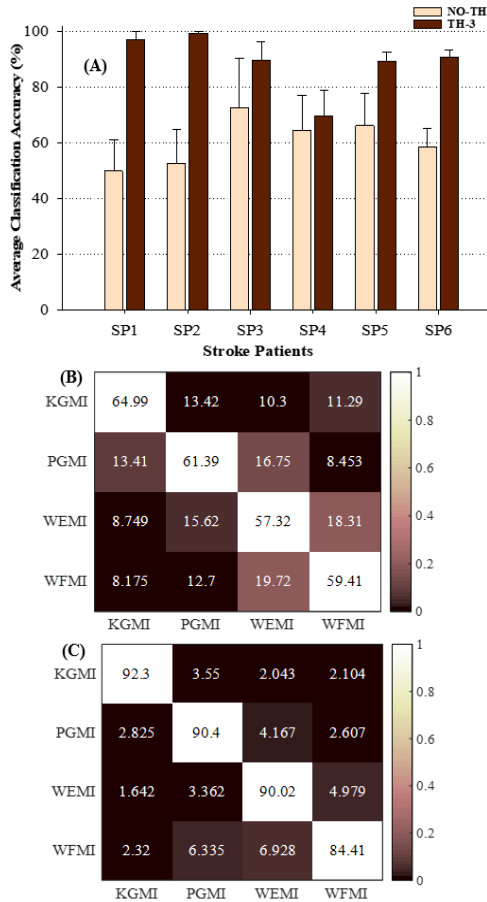 NO-TH
TH-3
(A)
Average Classification Accuracy (%)
100
80
60
40
20
0
SP1 SP2 SP3 SP4 SP5 SP6
Stroke Patients
(B)
KGMI 64.99 13.42 10.3 11.29
PGMI 13.41 61.39 16.75 8.453
WEMI 8.749 15.62 57.32 18.31
WFMI 8.175 12.7 19.72 59.41
KGMI PGMI WEMI WFMI
1
0.8
0.6
0.4
0.2
0
(C)
KGMI 92.3 3.55 2.043 2.104
PGMI 2.825 90.4 4.167 2.607
WEMI 1.642 3.362 90.02 4.979
WFMI 2.32 6.335 6.928 84.41
KGMI PGMI WEMI WFMI
1
0.8
0.6
0.4
0.2
0